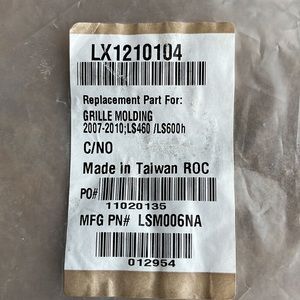 LX1210104
Replacement Part For:
GRILLE MOLDING
2007-2010;LS460 /LS600h
C/NO
Made in Taiwan ROC
PO#
11020135
MFG PN# LSM006NA
012954